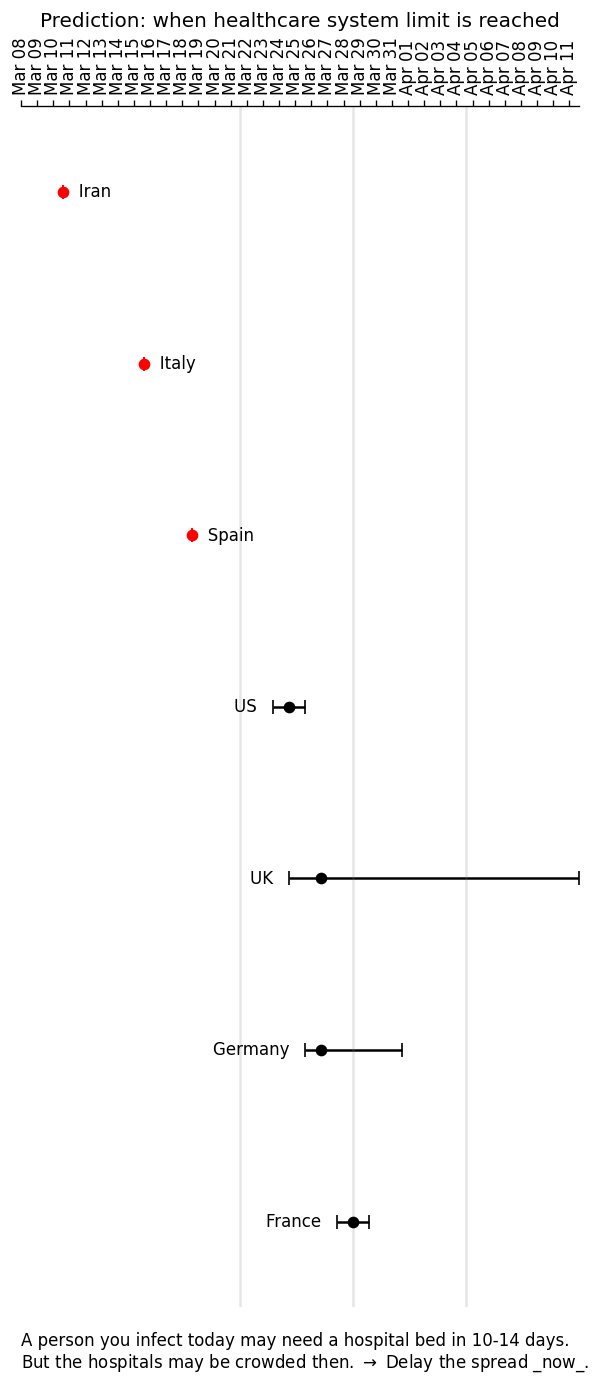 Prediction: when healthcare system limit is reached
Mar 08
Mar 09
Mar 10
Mar 11
Mar 12
Mar 13
Mar 14
Mar 15
Mar 16
Mar 17
Mar 18
Mar 19
Mar 20
Mar 21
Mar 22
Mar 23
Mar 24
Mar 25
Mar 26
Mar 27
Mar 28
Mar 29
Mar 30
Mar 31
Apr 01
Apr 02
Apr 03
Apr 04
Apr 05
Apr 06
Apr 07
Apr 08
Apr 09
Apr 10
Apr 11
Iran
Italy
Spain
US
UK
Germany
France
A person you infect today may need a hospital bed in 10-14 days.
But the hospitals may be crowded then. → Delay the spread _now_.